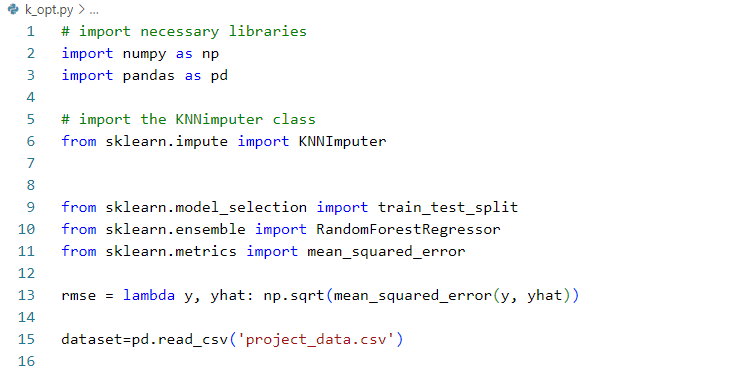 k_opt.py > ...
1 # import necessary libraries
2 import numpy as np
3 import pandas as pd
4
5 # import the KNNimputer class
6 from sklearn.impute import KNNImputer
7
8
9 from sklearn.model_selection import train_test_split
10 from sklearn.ensemble import RandomForestRegressor
11 from sklearn.metrics import mean_squared_error
12
13 rmse = lambda y, yhat: np.sqrt(mean_squared_error(y, yhat))
14
15 dataset=pd.read_csv('project_data.csv')
16